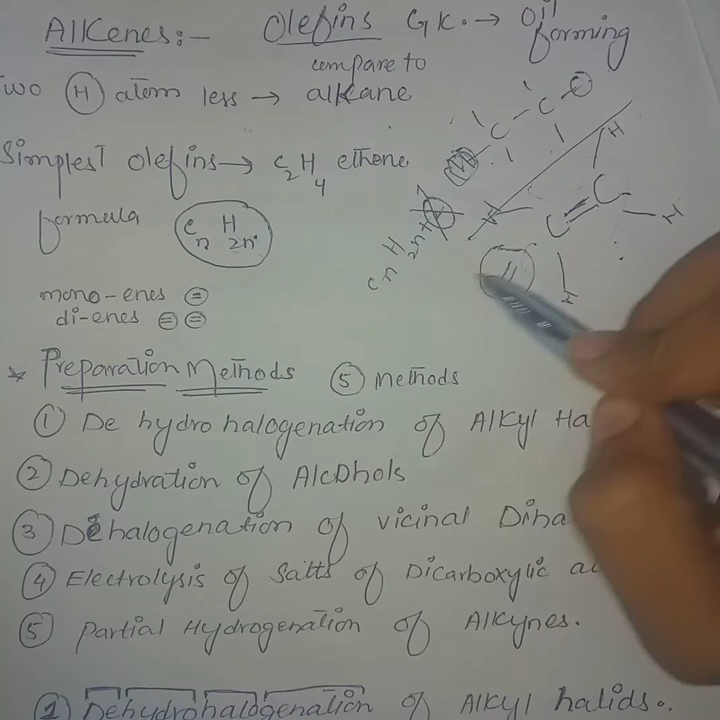 Alkenes:- Olefins Gk. → Oil forming
Two H atom less → compare to alkane
Simplest olefins → C2H4 ethene
formula CnH2n
mono-enes =
di-enes = =
* Preparation Methods 5 methods
1 De hydro halogenation of Alkyl Ha
2 Dehydration of Alcohols
3 Dehalogenation of vicinal Diha
4 Electrolysis of Salts of Dicarboxylic ac
5 Partial Hydrogenation of Alkynes.
1 Dehydrohalogenation of Alkyl halids.
C – C
C = C
H
H
H
CnH2n+